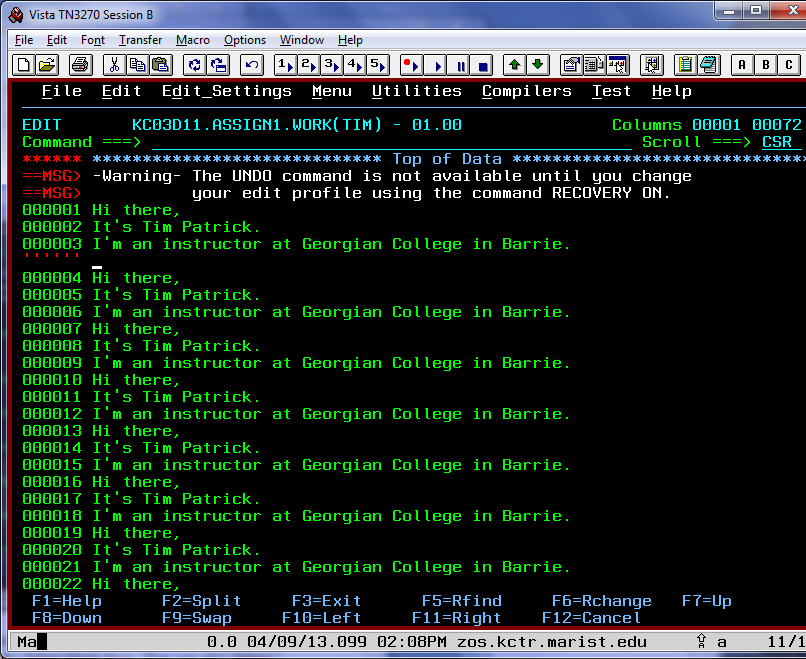 Vista TN3270 Session B
File Edit Font Transfer Macro Options Window Help
1 2 3 4 5 A B C
File Edit Edit_Settings Menu Utilities Compilers Test Help
EDIT KC03D11.ASSIGN1.WORK(TIM) - 01.00 Columns 00001 00072
Command ===> Scroll ===> CSR
****** ***************************** Top of Data ******************************
==MSG> -Warning- The UNDO command is not available until you change
==MSG> your edit profile using the command RECOVERY ON.
000001 Hi there,
000002 It's Tim Patrick.
000003 I'm an instructor at Georgian College in Barrie.
''''''
000004 Hi there,
000005 It's Tim Patrick.
000006 I'm an instructor at Georgian College in Barrie.
000007 Hi there,
000008 It's Tim Patrick.
000009 I'm an instructor at Georgian College in Barrie.
000010 Hi there,
000011 It's Tim Patrick.
000012 I'm an instructor at Georgian College in Barrie.
000013 Hi there,
000014 It's Tim Patrick.
000015 I'm an instructor at Georgian College in Barrie.
000016 Hi there,
000017 It's Tim Patrick.
000018 I'm an instructor at Georgian College in Barrie.
000019 Hi there,
000020 It's Tim Patrick.
000021 I'm an instructor at Georgian College in Barrie.
000022 Hi there,
F1=Help F2=Split F3=Exit F5=Rfind F6=Rchange F7=Up
F8=Down F9=Swap F10=Left F11=Right F12=Cancel
Ma 0.0 04/09/13.099 02:08PM zos.kctr.marist.edu a 11/1